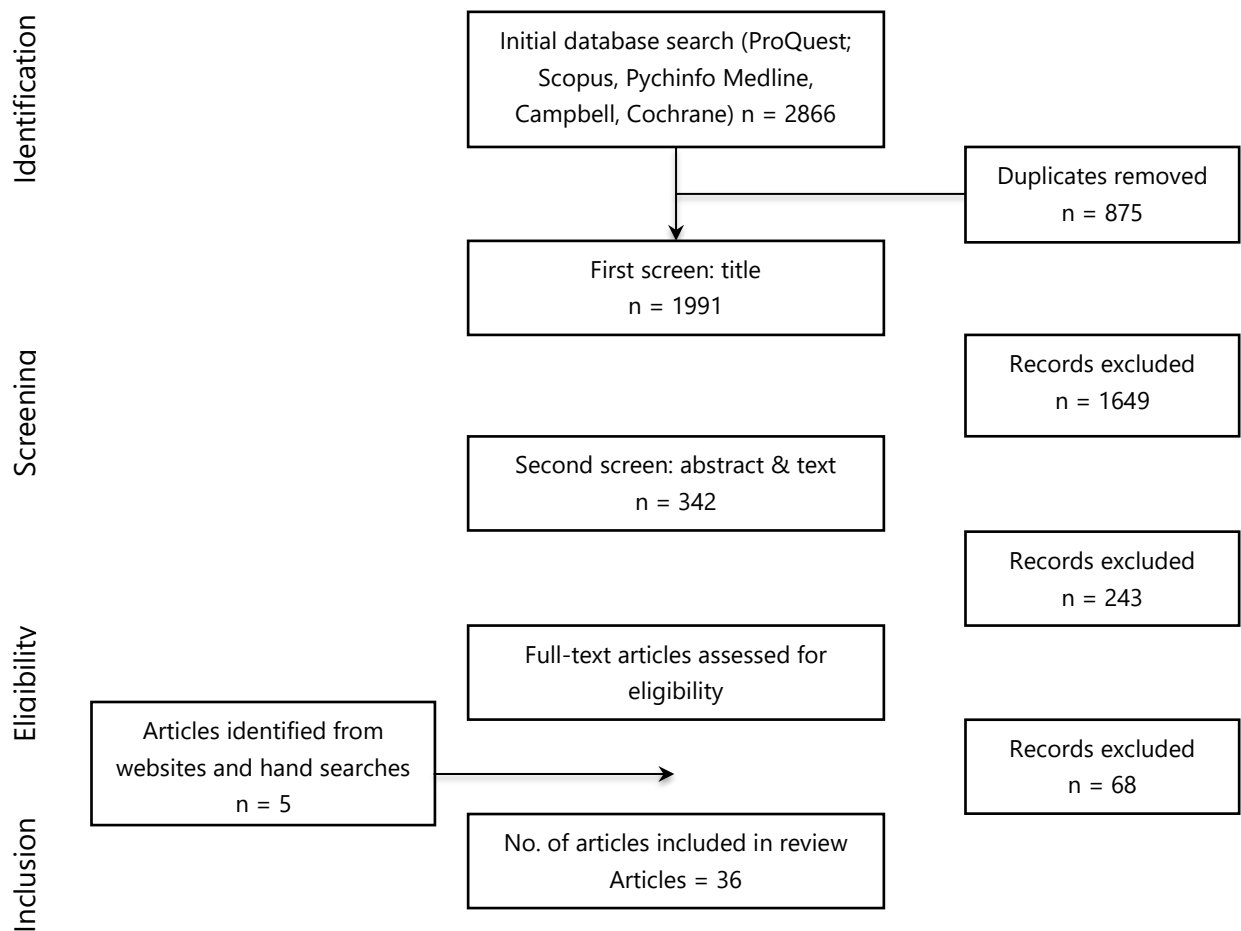 Identification
Initial database search (ProQuest;
Scopus, Pychinfo Medline,
Campbell, Cochrane) n = 2866
Duplicates removed
n = 875
First screen: title
n = 1991
Screening
Records excluded
n = 1649
Second screen: abstract & text
n = 342
Records excluded
n = 243
Eligibility
Full-text articles assessed for
eligibility
Articles identified from
websites and hand searches
n = 5
Records excluded
n = 68
Inclusion
No. of articles included in review
Articles = 36